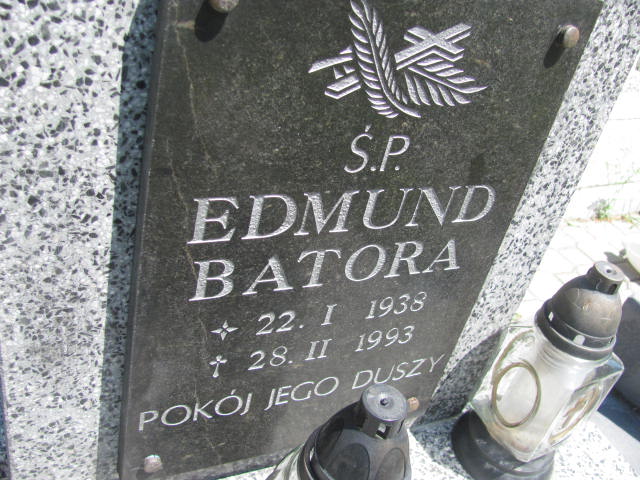 Ś.P.
EDMUND
BATORA
22. I 1938
28. II 1993
POKÓJ JEGO DUSZY